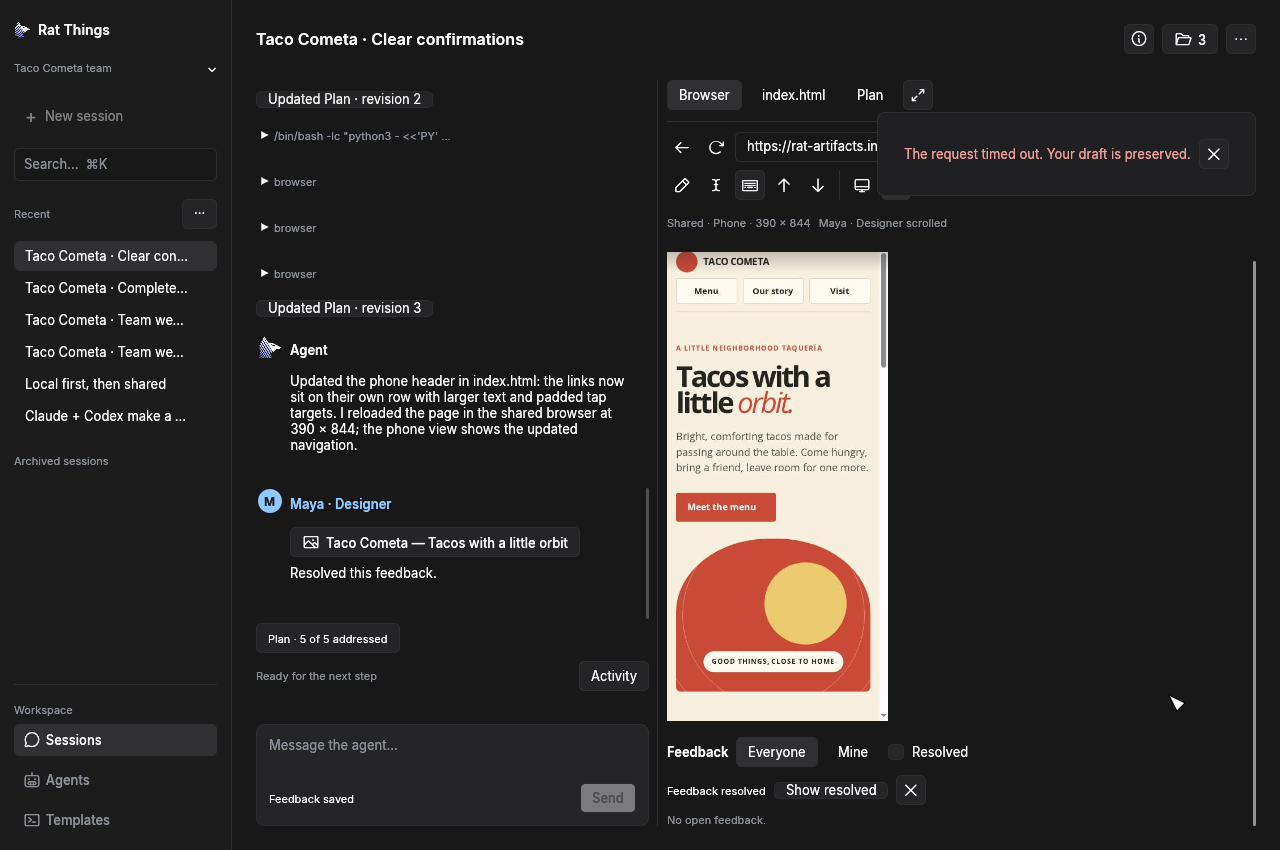 Rat Things
Taco Cometa team
+ New session
Search... ⌘K
Recent
...
Taco Cometa · Clear con...
Taco Cometa · Complete...
Taco Cometa · Team we...
Taco Cometa · Team we...
Local first, then shared
Claude + Codex make a ...
Archived sessions
Workspace
Sessions
Agents
Templates
Taco Cometa · Clear confirmations
3
...
Updated Plan · revision 2
/bin/bash -lc "python3 - <<'PY' ...
browser
browser
browser
Updated Plan · revision 3
Agent
Updated the phone header in index.html: the links now
sit on their own row with larger text and padded tap
targets. I reloaded the page in the shared browser at
390 × 844; the phone view shows the updated
navigation.
M
Maya · Designer
Taco Cometa — Tacos with a little orbit
Resolved this feedback.
Plan · 5 of 5 addressed
Ready for the next step
Activity
Message the agent...
Feedback saved
Send
Browser
index.html
Plan
https://rat-artifacts.in
The request timed out. Your draft is preserved.
Shared · Phone · 390 × 844 Maya · Designer scrolled
TACO COMETA
Menu
Our story
Visit
A LITTLE NEIGHBORHOOD TAQUERÍA
Tacos with a
little orbit.
Bright, comforting tacos made for
passing around the table. Come hungry,
bring a friend, leave room for one more.
Meet the menu
GOOD THINGS, CLOSE TO HOME
Feedback
Everyone
Mine
Resolved
Feedback resolved
Show resolved
No open feedback.